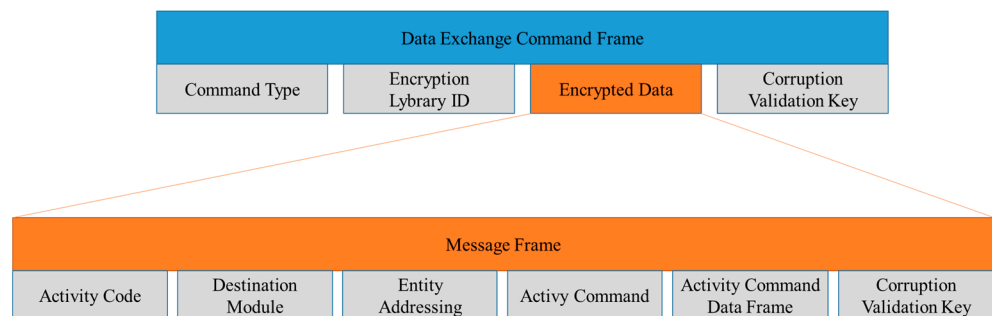 Data Exchange Command Frame
Command Type
Encryption
Lybrary ID
Encrypted Data
Corruption
Validation Key
Message Frame
Activity Code
Destination
Module
Entity
Addressing
Activy Command
Activity Command
Data Frame
Corruption
Validation Key